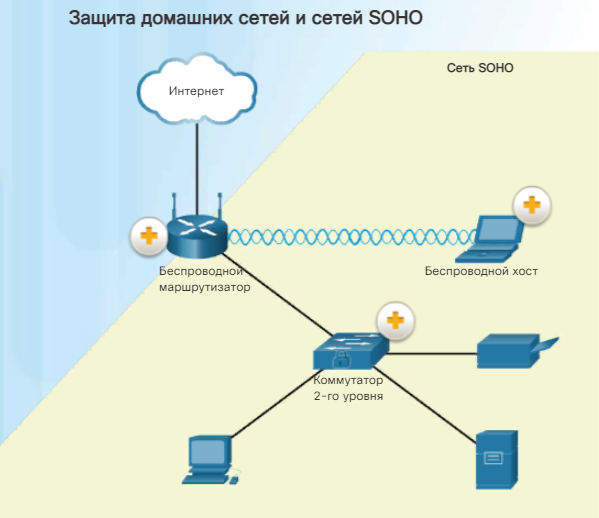 Защита домашних сетей и сетей SOHO
Сеть SOHO
Интернет
Беспроводной
маршрутизатор
Беспроводной хост
Коммутатор
2-го уровня